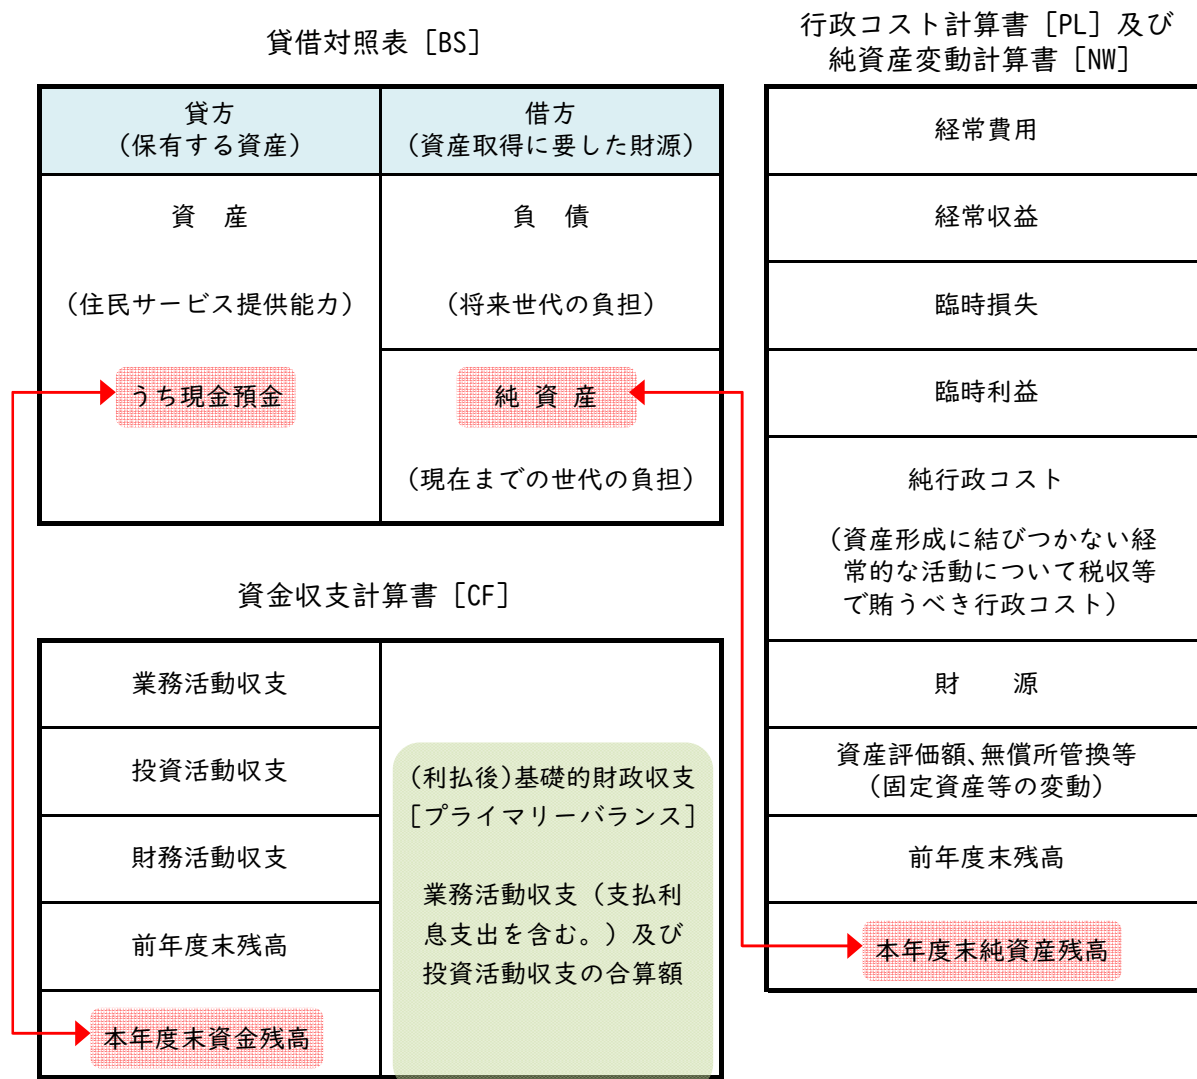 貸借対照表［BS］
貸方
（保有する資産）
借方
（資産取得に要した財源）
資　産
（住民サービス提供能力）
うち現金預金
負　債
（将来世代の負担）
純 資 産
（現在までの世代の負担）
資金収支計算書［CF］
業務活動収支
投資活動収支
財務活動収支
前年度末残高
本年度末資金残高
(利払後)基礎的財政収支
［プライマリーバランス］
業務活動収支（支払利
息支出を含む。）及び
投資活動収支の合算額
行政コスト計算書［PL］及び
純資産変動計算書［NW］
経常費用
経常収益
臨時損失
臨時利益
純行政コスト
（資産形成に結びつかない経
常的な活動について税収等
で賄うべき行政コスト）
財　　源
資産評価額、無償所管換等
（固定資産等の変動）
前年度末残高
本年度末純資産残高